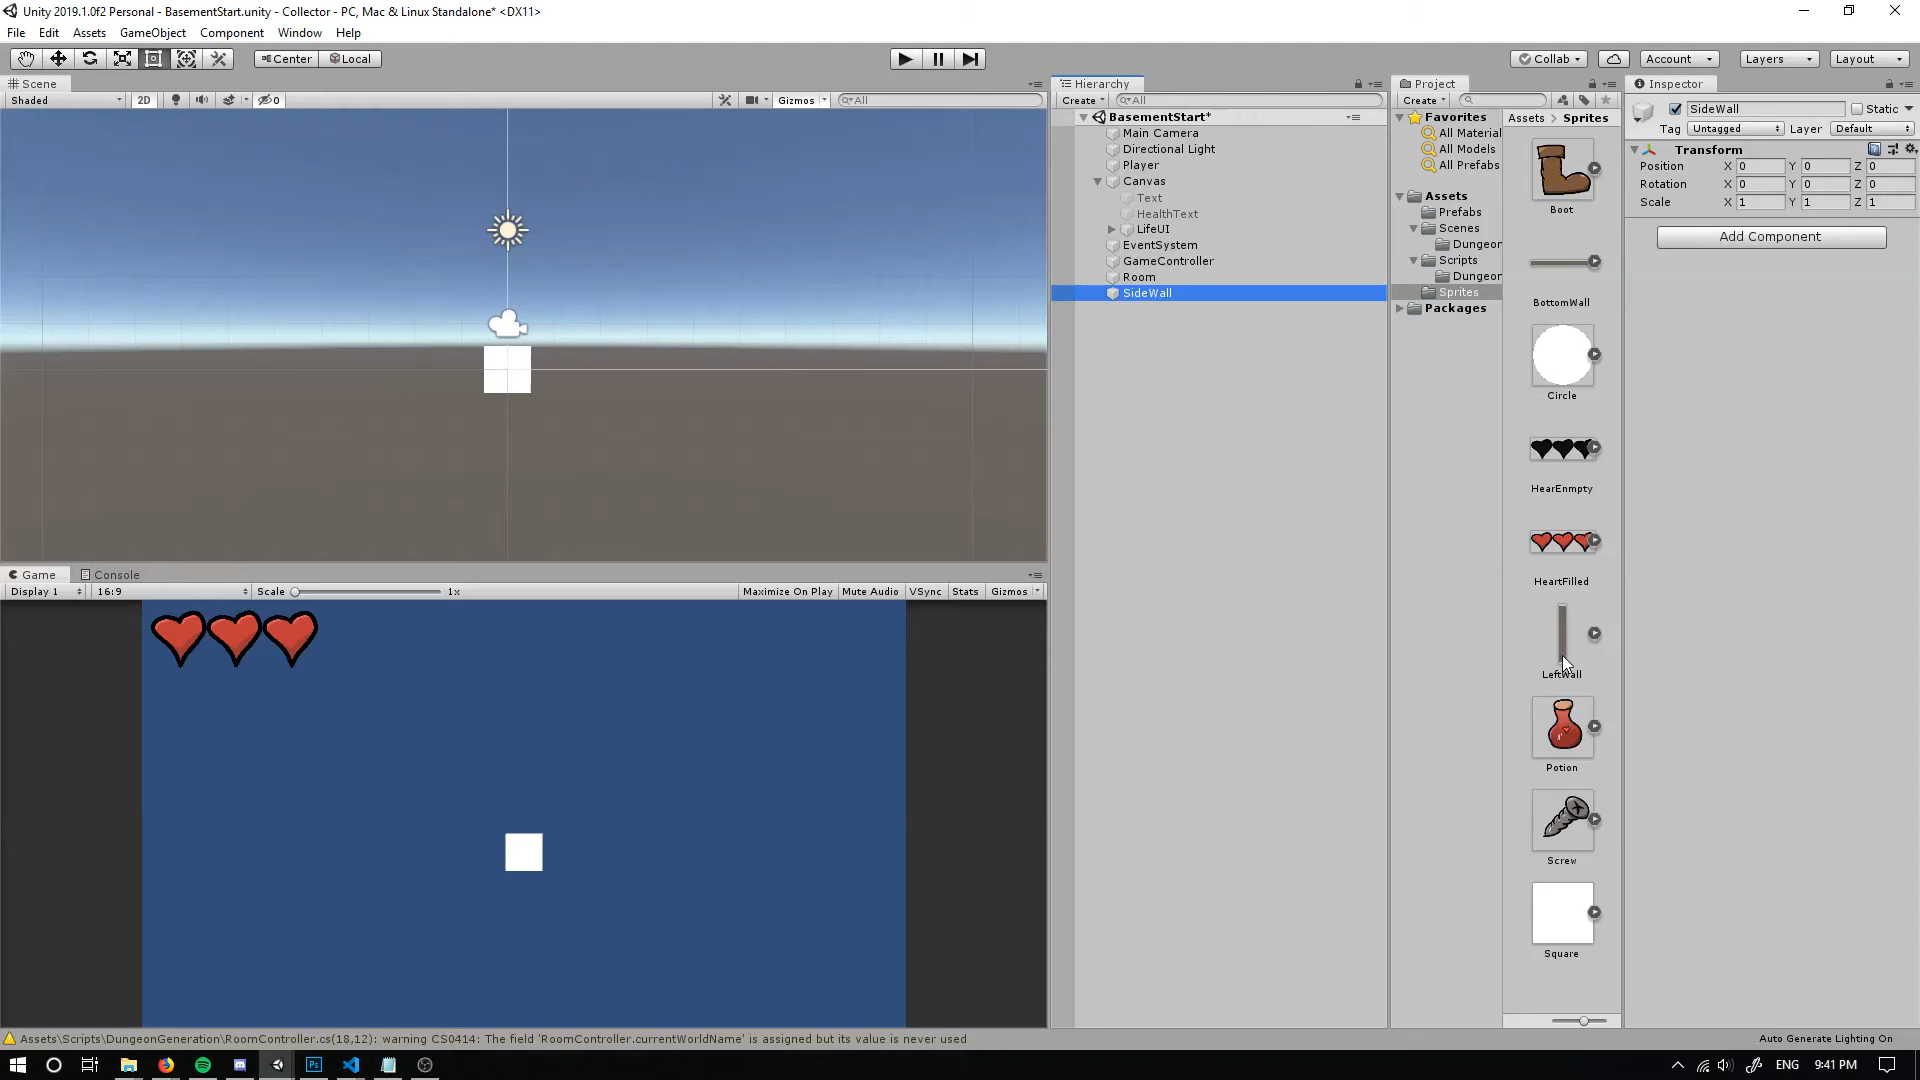 Unity 2019.1.0f2 Personal - BasementStart.unity - Collector - PC, Mac & Linux Standalone* <DX11>
File Edit Assets GameObject Component Window Help
Center Local Collab Account Layers Layout
Scene
Shaded 2D 0 Gizmos All
Hierarchy
Create All
BasementStart*
Main Camera
Directional Light
Player
Canvas
Text
HealthText
LifeUI
EventSystem
GameController
Room
SideWall
Project
Create
Favorites
All Material
All Models
All Prefabs
Assets
Prefabs
Scenes
Dungeon
Scripts
Dungeon
Sprites
Packages
Assets > Sprites
Boot
BottomWall
Circle
HearEnmpty
HeartFilled
LeftWall
Potion
Screw
Square
Inspector
SideWall Static
Tag Untagged Layer Default
Transform
Position X 0 Y 0 Z 0
Rotation X 0 Y 0 Z 0
Scale X 1 Y 1 Z 1
Add Component
Game Console
Display 1 16:9 Scale 1x Maximize On Play Mute Audio VSync Stats Gizmos
Assets\Scripts\DungeonGeneration\RoomController.cs(18,12): warning CS0414: The field 'RoomController.currentWorldName' is assigned but its value is never used
Auto Generate Lighting On
Ps
ENG 9:41 PM